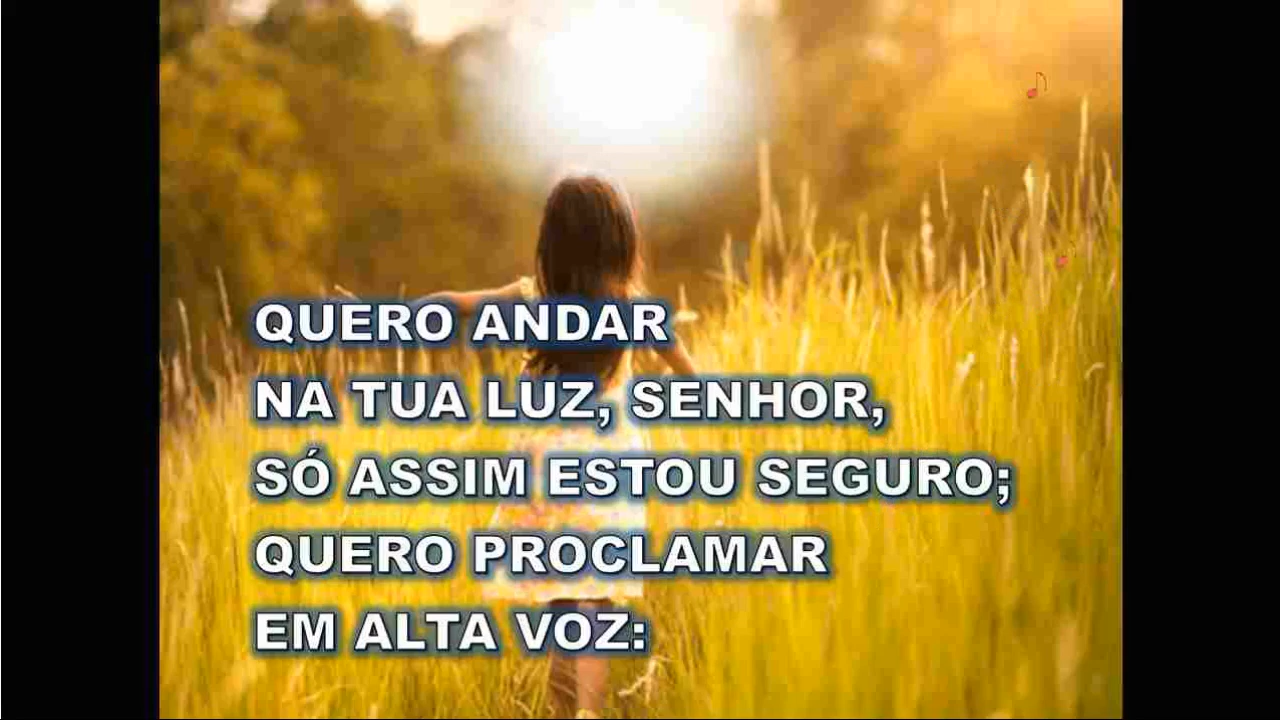 QUERO ANDAR
NA TUA LUZ, SENHOR,
SÓ ASSIM ESTOU SEGURO;
QUERO PROCLAMAR
EM ALTA VOZ: